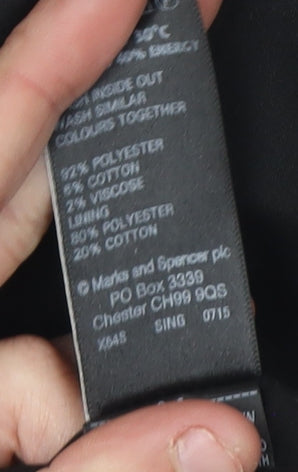 30°C
40% ENERGY
INSIDE OUT
WASH SIMILAR
COLOURS TOGETHER
92% POLYESTER
6% COTTON
2% VISCOSE
LINING
80% POLYESTER
20% COTTON
© Marks and Spencer plc
PO Box 3339
Chester CH99 9QS
X64S SING 0715